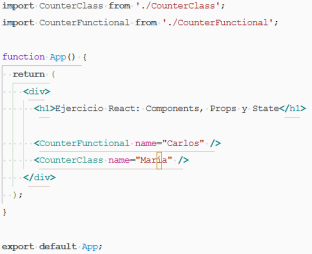 import CounterClass from './CounterClass';
import CounterFunctional from './CounterFunctional';
function App() {
return (
<div>
<h1>Ejercicio React: Components, Props y State</h1>
<CounterFunctional name="Carlos" />
<CounterClass name="María" />
</div>
);
}
export default App;